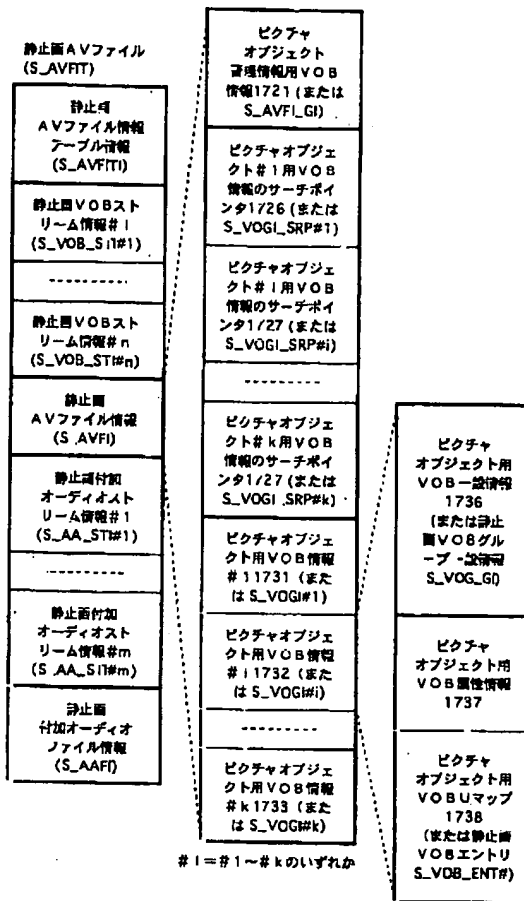 静止画AVファイル
(S_AVFIT)
静止画
AVファイル情報
テーブル情報
(S_AVFITI)
静止画VOBスト
リーム情報#1
(S_VOB_STI#1)
静止画VOBスト
リーム情報#n
(S_VOB_STI#n)
静止画
AVファイル情報
(S_AVFI)
静止画付加
オーディオスト
リーム情報#1
(S_AA_STI#1)
静止画付加
オーディオスト
リーム情報#m
(S_AA_STI#m)
静止画
付加オーディオ
ファイル情報
(S_AAFI)
ピクチャ
オブジェクト
管理情報用VOB
情報1721(または
S_AVFI_GI)
ピクチャオブジェ
クト#1用VOB
情報のサーチポイ
ンタ1726(または
S_VOGI_SRP#1)
ピクチャオブジェ
クト#i用VOB
情報のサーチポイ
ンタ1727(または
S_VOGI_SRP#i)
ピクチャオブジェ
クト#k用VOB
情報のサーチポイ
ンタ1727(または
S_VOGI_SRP#k)
ピクチャオブジェ
クト用VOB情報
#11731(また
はS_VOGI#1)
ピクチャオブジェ
クト用VOB情報
#i1732(また
はS_VOGI#i)
ピクチャオブジェ
クト用VOB情報
#k1733(また
はS_VOGI#k)
#i=#1~#kのいずれか
ピクチャ
オブジェクト用
VOB一般情報
1736
(または静止
画VOBグル
ープ一般情報
S_VOG_GI)
ピクチャ
オブジェクト用
VOB属性情報
1737
ピクチャ
オブジェクト用
VOBUマップ
1738
(または静止画
VOBエントリ
S_VOB_ENT#)